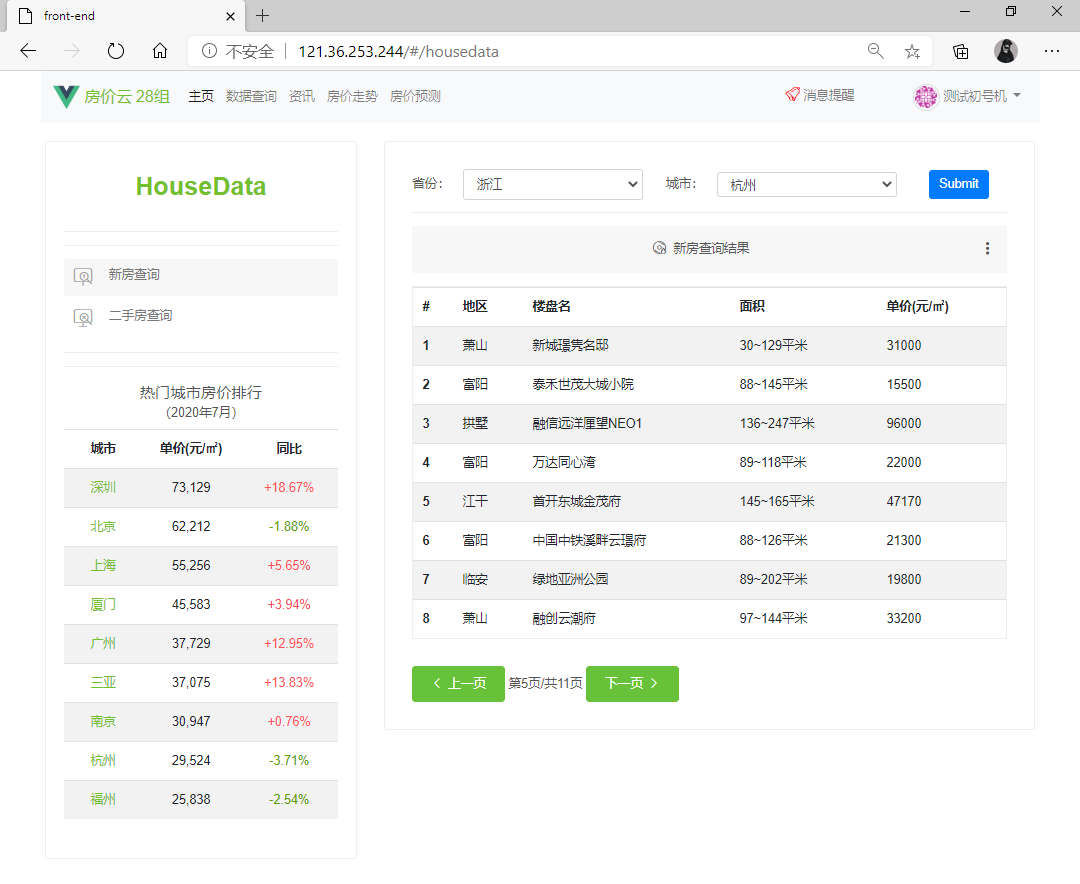 front-end
不安全 121.36.253.244/#/housedata
房价云 28组 主页 数据查询 资讯 房价走势 房价预测 消息提醒 测试初号机
HouseData
新房查询
二手房查询
热门城市房价排行
(2020年7月)
城市 单价(元/㎡) 同比
深圳 73,129 +18.67%
北京 62,212 -1.88%
上海 55,256 +5.65%
厦门 45,583 +3.94%
广州 37,729 +12.95%
三亚 37,075 +13.83%
南京 30,947 +0.76%
杭州 29,524 -3.71%
福州 25,838 -2.54%
省份: 浙江 城市: 杭州 Submit
新房查询结果
# 地区 楼盘名 面积 单价(元/㎡)
1 萧山 新城璟隽名邸 30~129平米 31000
2 富阳 泰禾世茂大城小院 88~145平米 15500
3 拱墅 融信远洋厘望NEO1 136~247平米 96000
4 富阳 万达同心湾 89~118平米 22000
5 江干 首开东城金茂府 145~165平米 47170
6 富阳 中国中铁溪畔云璟府 88~126平米 21300
7 临安 绿地亚洲公园 89~202平米 19800
8 萧山 融创云潮府 97~144平米 33200
上一页 第5页/共11页 下一页